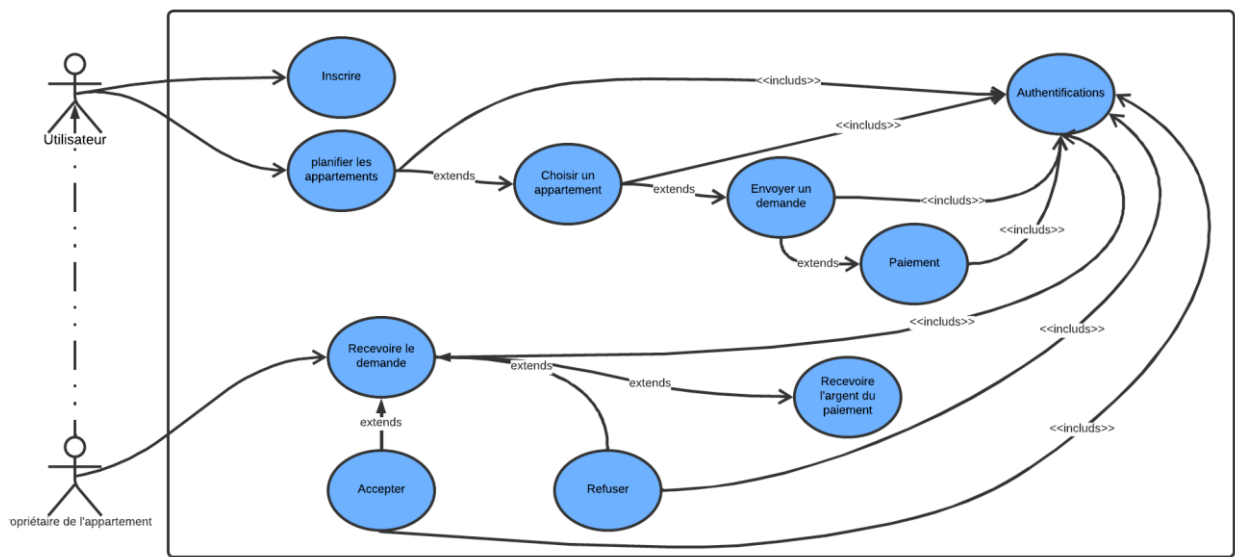 Inscrire
Authentifications
<<includs>>
<<includs>>
Utilisateur
planifier les
appartements
extends
Choisir un
appartement
extends
Envoyer un
demande
<<includs>>
extends
Paiement
<<includs>>
<<includs>>
<<includs>>
Recevoire le
demande
extends
extends
Recevoire
l'argent du
paiement
extends
<<includs>>
Accepter
Refuser
ropriétaire de l'appartement